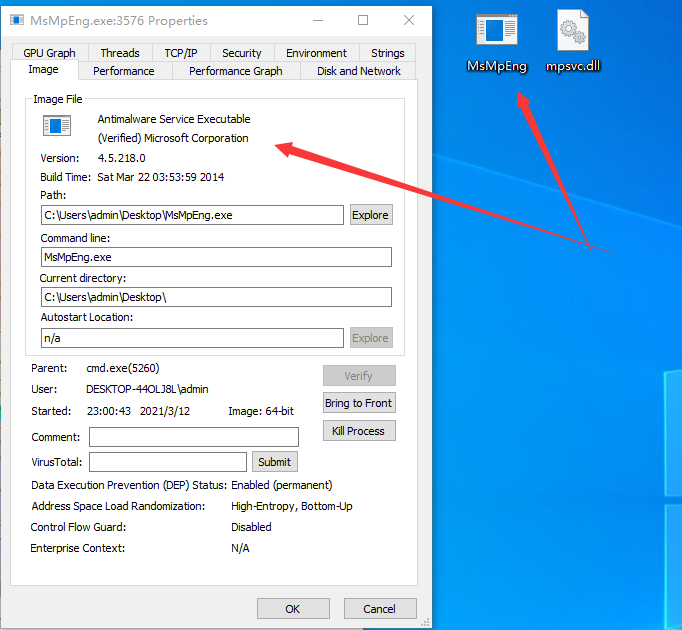 MsMpEng.exe:3576 Properties
GPU Graph Threads TCP/IP Security Environment Strings
Image Performance Performance Graph Disk and Network
Image File
Antimalware Service Executable
(Verified) Microsoft Corporation
Version: 4.5.218.0
Build Time: Sat Mar 22 03:53:59 2014
Path:
C:\Users\admin\Desktop\MsMpEng.exe Explore
Command line:
MsMpEng.exe
Current directory:
C:\Users\admin\Desktop\
Autostart Location:
n/a Explore
Parent: cmd.exe(5260)
Verify
User: DESKTOP-44OLJ8L\admin
Started: 23:00:43 2021/3/12 Image: 64-bit
Bring to Front
Comment:
Kill Process
VirusTotal: Submit
Data Execution Prevention (DEP) Status: Enabled (permanent)
Address Space Load Randomization: High-Entropy, Bottom-Up
Control Flow Guard: Disabled
Enterprise Context: N/A
OK Cancel
MsMpEng mpsvc.dll